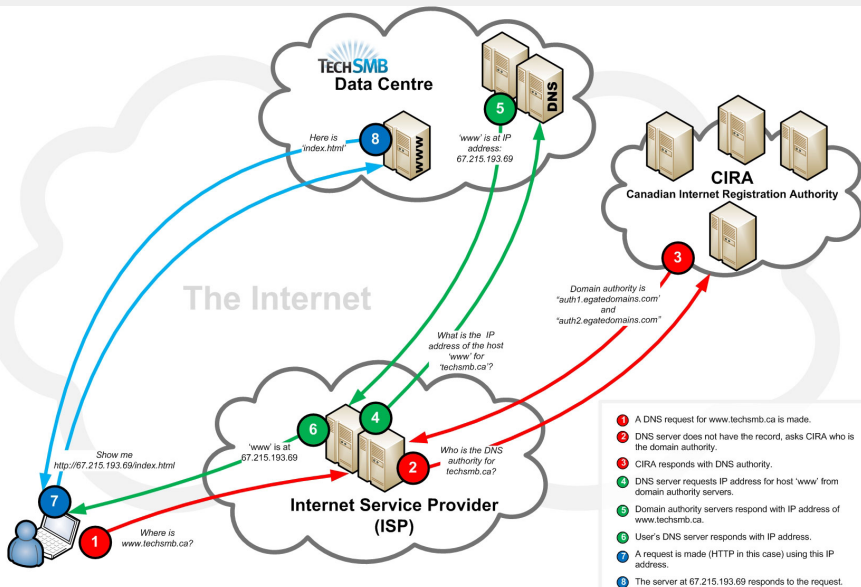 TECHSMB
Data Centre
DNS
WWW
5
'www' is at IP
address:
67.215.193.69
8
Here is
'index.html'
CIRA
Canadian Internet Registration Authority
3
Domain authority is
"auth1.egatedomains.com'
and
"auth2.egatedomains.com"
The Internet
What is the IP
address of the host
'www' for
'techsmb.ca'?
4
6
'www' is at
67.215.193.69
2
Who is the DNS
authority for
techsmb.ca?
Internet Service Provider
(ISP)
Show me
http://67.215.193.69/index.html
7
1
Where is
www.techsmb.ca?
1 A DNS request for www.techsmb.ca is made.
2 DNS server does not have the record, asks CIRA who is
the domain authority.
3 CIRA responds with DNS authority.
4 DNS server requests IP address for host 'www' from
domain authority servers.
5 Domain authority servers respond with IP address of
www.techsmb.ca.
6 User's DNS server responds with IP address.
7 A request is made (HTTP in this case) using this IP
address.
8 The server at 67.215.193.69 responds to the request.